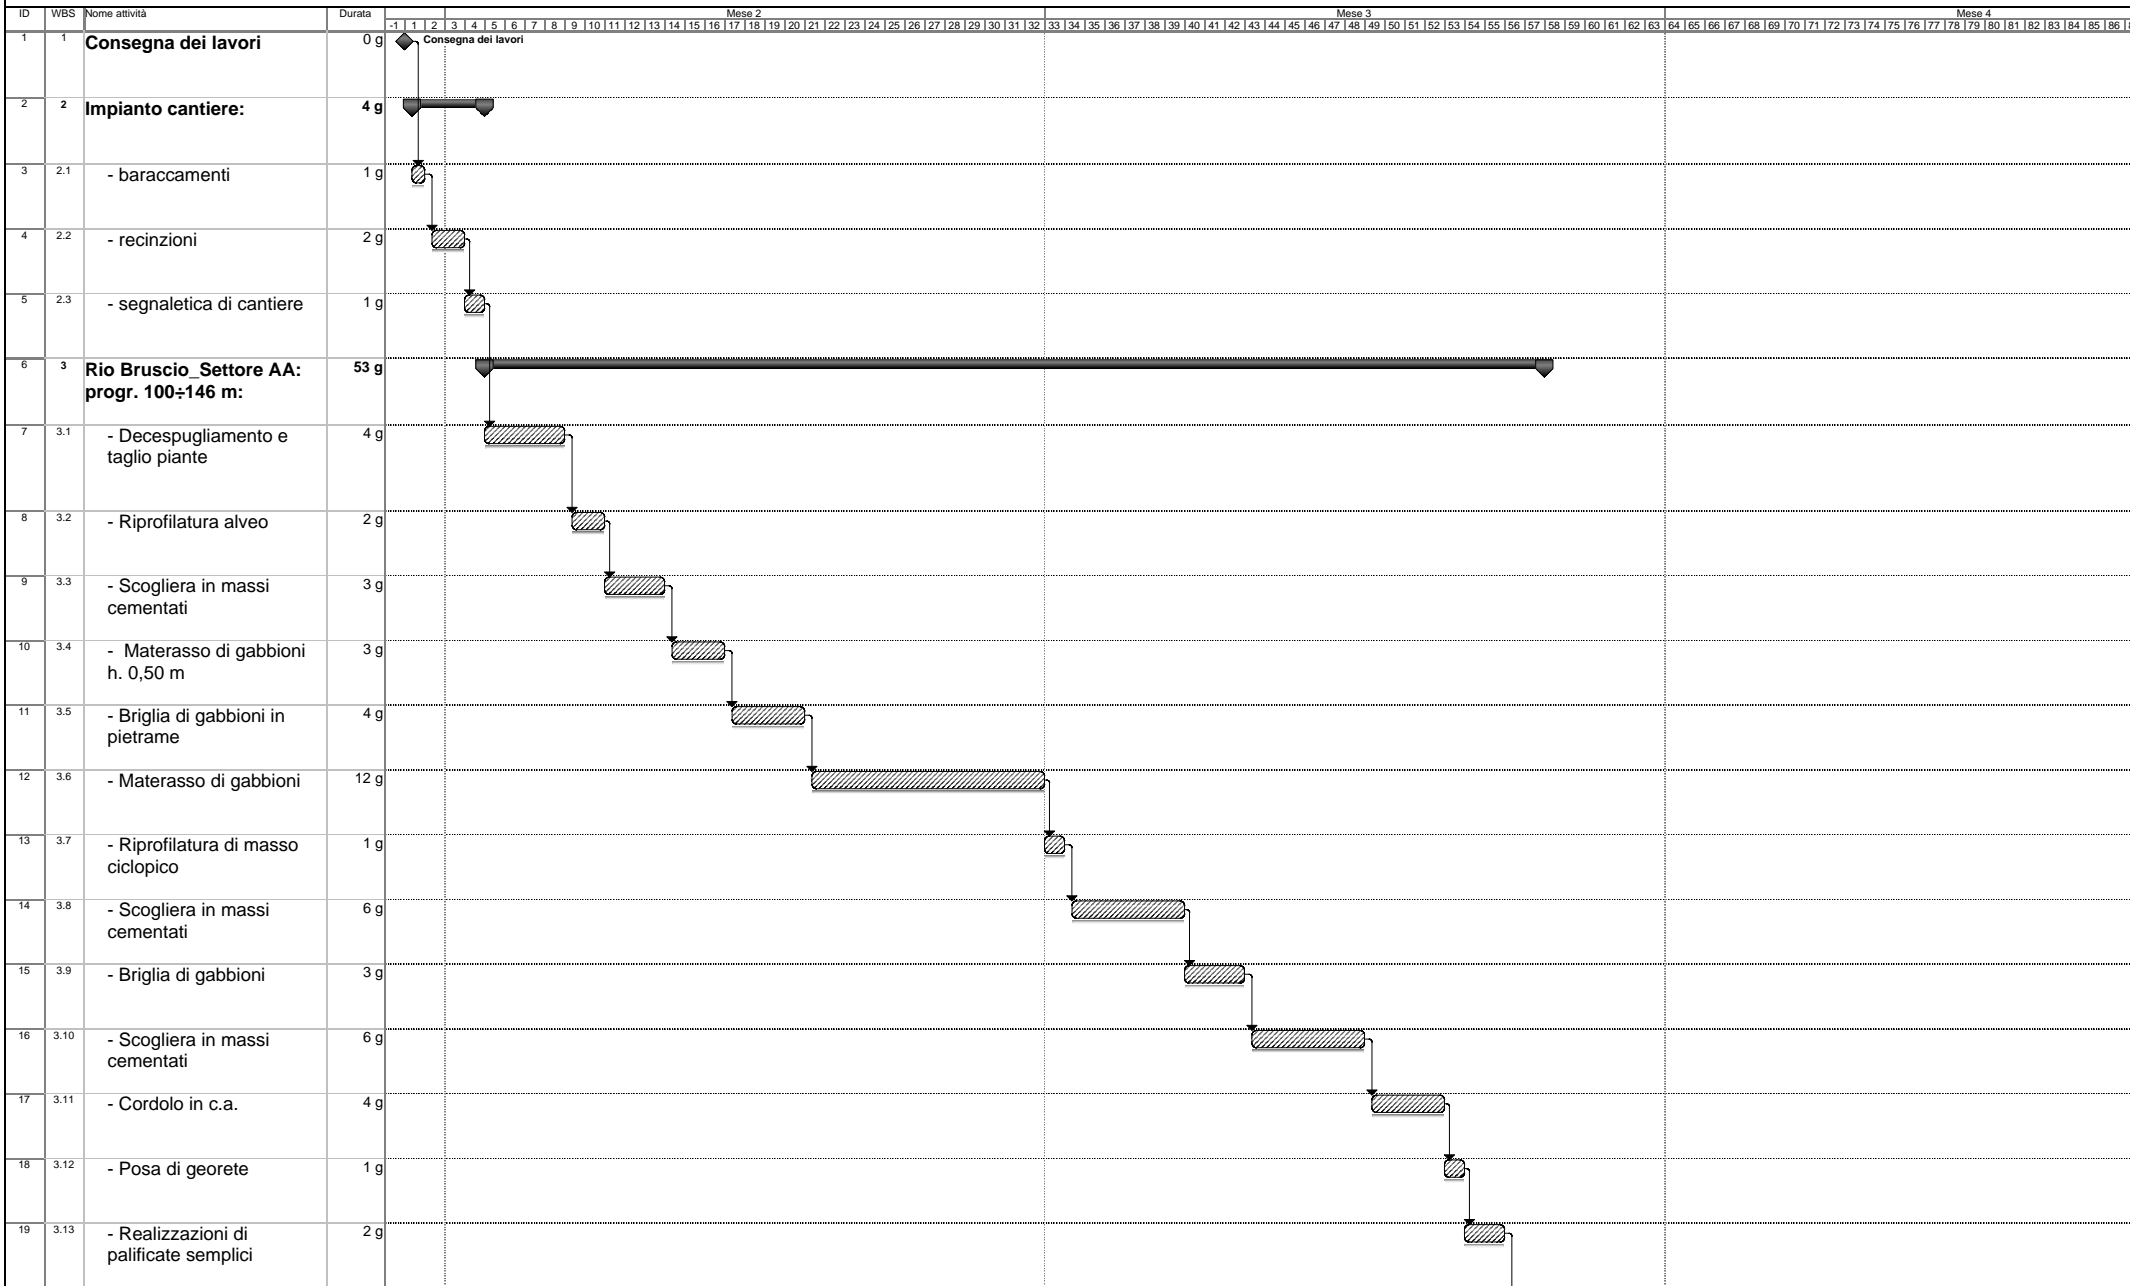 ID WBS Nome attività Durata Mese 2 Mese 3 Mese 4
-1 1 2 3 4 5 6 7 8 9 10 11 12 13 14 15 16 17 18 19 20 21 22 23 24 25 26 27 28 29 30 31 32 33 34 35 36 37 38 39 40 41 42 43 44 45 46 47 48 49 50 51 52 53 54 55 56 57 58 59 60 61 62 63 64 65 66 67 68 69 70 71 72 73 74 75 76 77 78 79 80 81 82 83 84 85 86
1 1 Consegna dei lavori 0 g Consegna dei lavori
2 2 Impianto cantiere: 4 g
3 2.1 - baraccamenti 1 g
4 2.2 - recinzioni 2 g
5 2.3 - segnaletica di cantiere 1 g
6 3 Rio Bruscio_Settore AA: 53 g
progr. 100÷146 m:
7 3.1 - Decespugliamento e 4 g
taglio piante
8 3.2 - Riprofilatura alveo 2 g
9 3.3 - Scogliera in massi 3 g
cementati
10 3.4 - Materasso di gabbioni 3 g
h. 0,50 m
11 3.5 - Briglia di gabbioni in 4 g
pietrame
12 3.6 - Materasso di gabbioni 12 g
13 3.7 - Riprofilatura di masso 1 g
ciclopico
14 3.8 - Scogliera in massi 6 g
cementati
15 3.9 - Briglia di gabbioni 3 g
16 3.10 - Scogliera in massi 6 g
cementati
17 3.11 - Cordolo in c.a. 4 g
18 3.12 - Posa di georete 1 g
19 3.13 - Realizzazioni di 2 g
palificate semplici